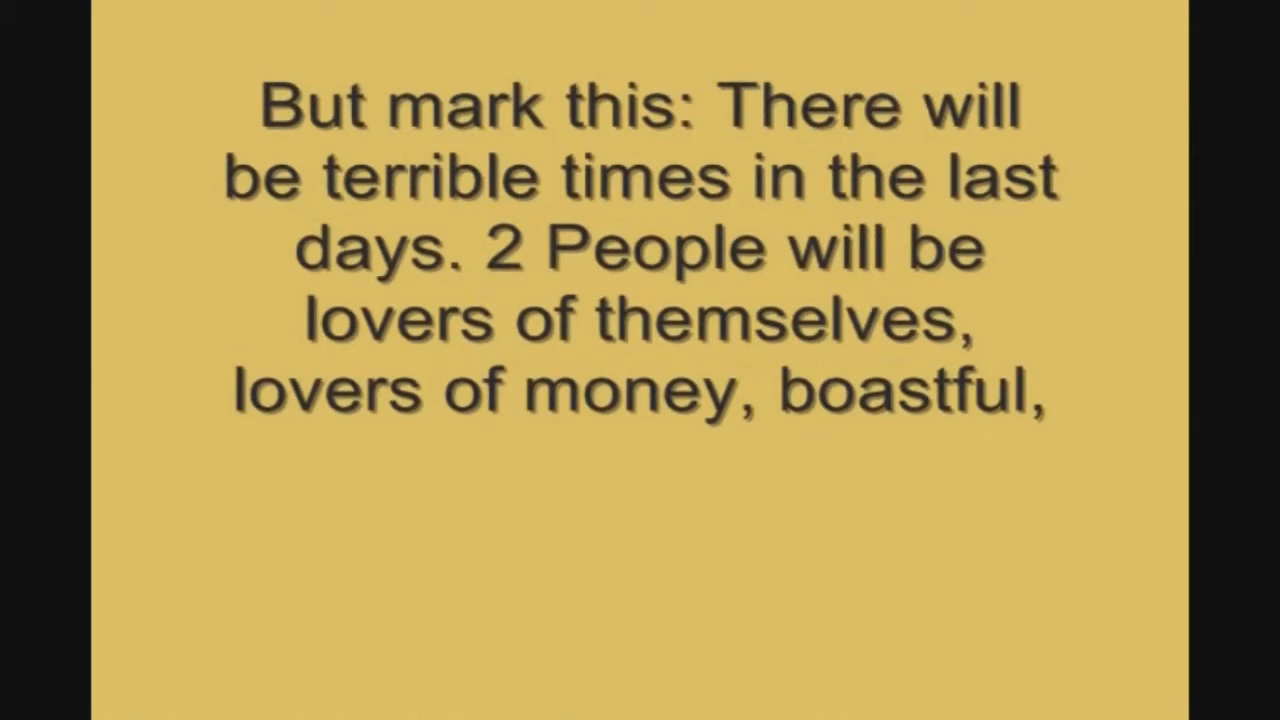 But mark this: There will
be terrible times in the last
days. 2 People will be
lovers of themselves,
lovers of money, boastful,